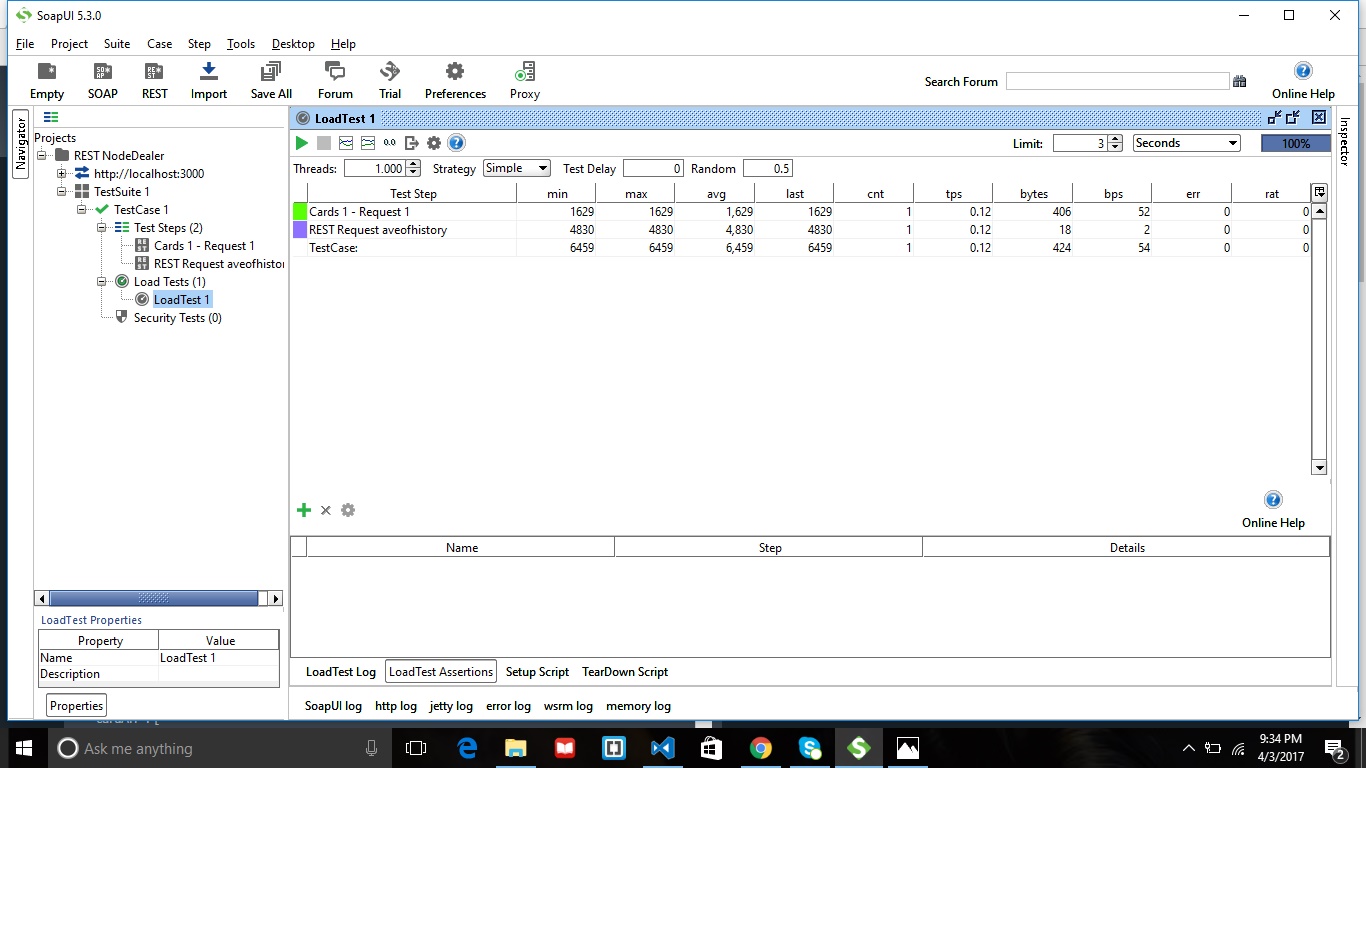 SoapUI 5.3.0
File Project Suite Case Step Tools Desktop Help
Empty SOAP REST Import Save All Forum Trial Preferences Proxy Search Forum Online Help
Navigator
Projects
REST NodeDealer
http://localhost:3000
TestSuite 1
TestCase 1
Test Steps (2)
Cards 1 - Request 1
REST Request aveofhistor
Load Tests (1)
LoadTest 1
Security Tests (0)
LoadTest Properties
Property Value
Name LoadTest 1
Description
Properties
LoadTest 1
0.0 Limit: 3 Seconds 100%
Threads: 1.000 Strategy Simple Test Delay 0 Random 0.5
Test Step min max avg last cnt tps bytes bps err rat
Cards 1 - Request 1 1629 1629 1,629 1629 1 0.12 406 52 0 0
REST Request aveofhistory 4830 4830 4,830 4830 1 0.12 18 2 0 0
TestCase: 6459 6459 6,459 6459 1 0.12 424 54 0 0
Online Help
Name Step Details
LoadTest Log LoadTest Assertions Setup Script TearDown Script
SoapUI log http log jetty log error log wsrm log memory log
Inspector
Ask me anything
9:34 PM
4/3/2017
2